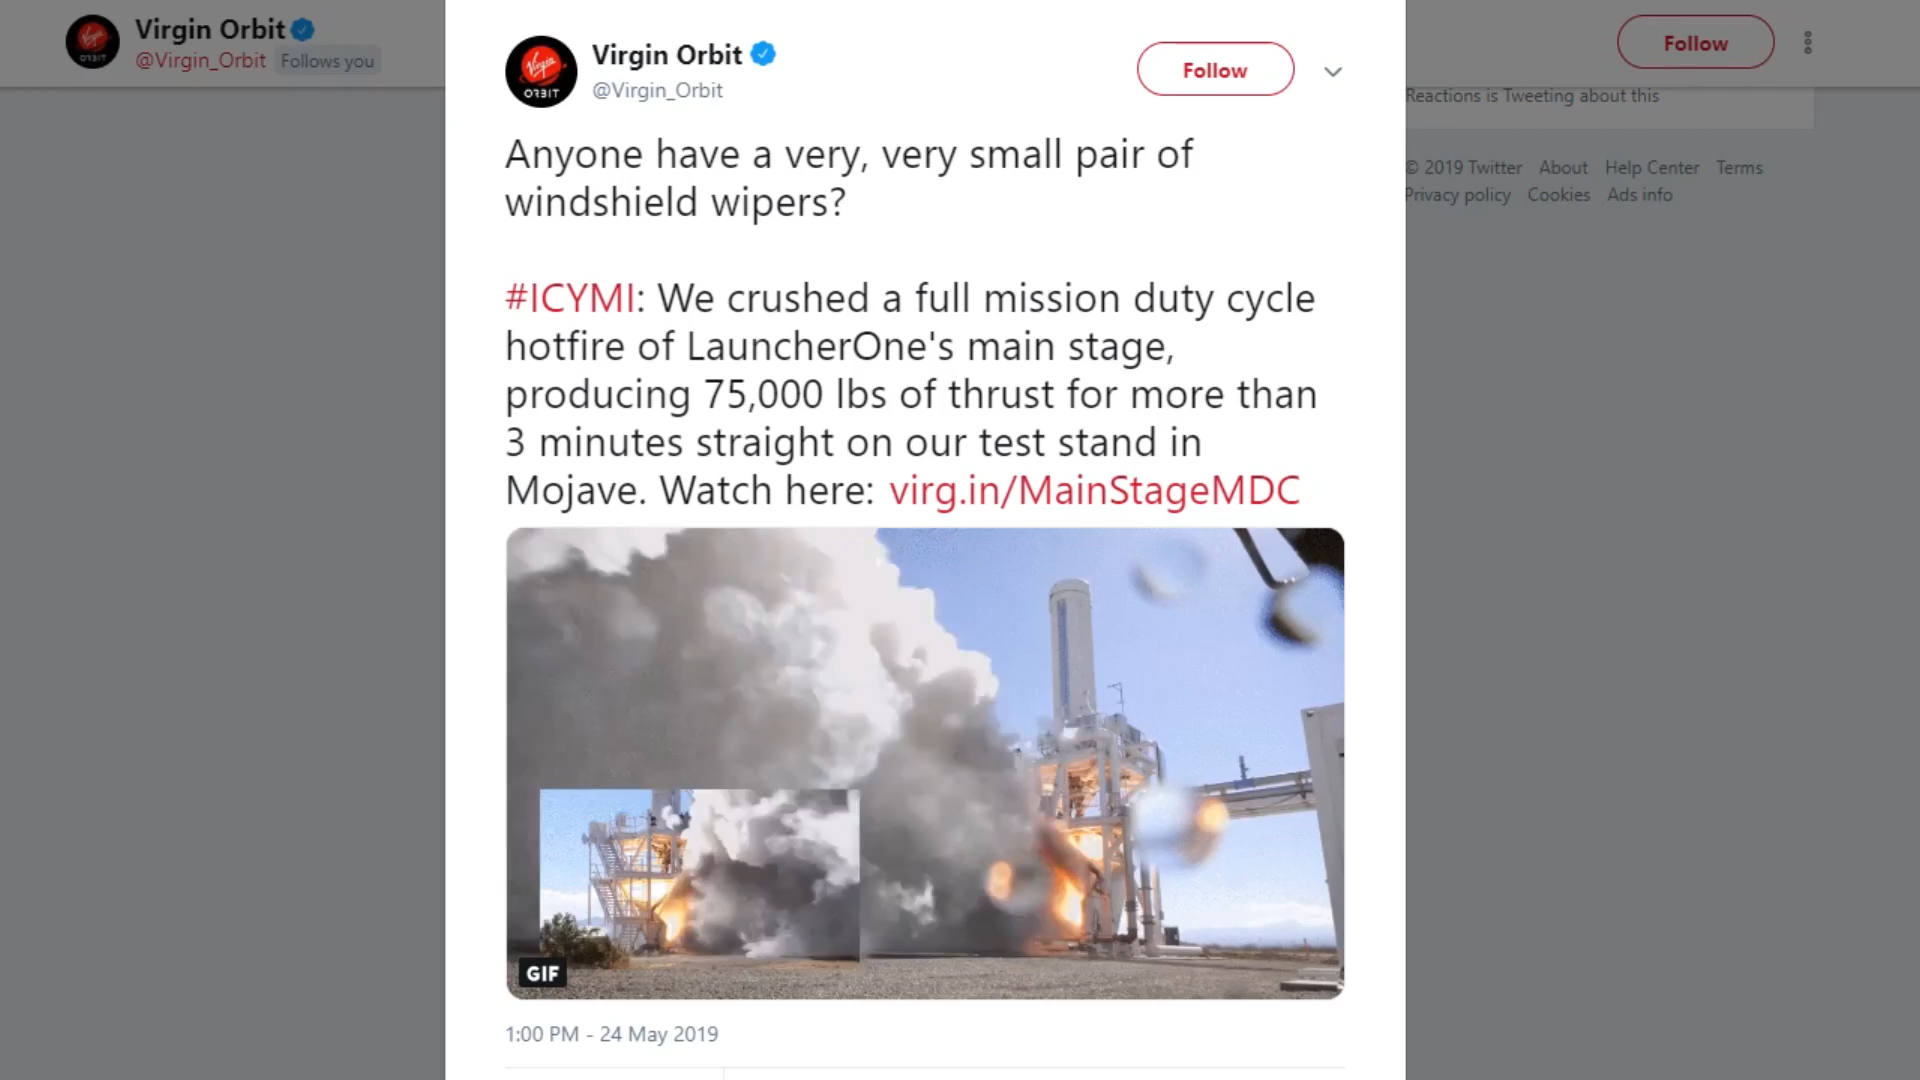 Virgin Orbit
@Virgin_Orbit Follows you
Follow
Virgin
ORBIT
Virgin Orbit
@Virgin_Orbit
Follow
Anyone have a very, very small pair of
windshield wipers?
#ICYMI: We crushed a full mission duty cycle
hotfire of LauncherOne's main stage,
producing 75,000 lbs of thrust for more than
3 minutes straight on our test stand in
Mojave. Watch here: virg.in/MainStageMDC
GIF
1:00 PM - 24 May 2019
Reactions is Tweeting about this
© 2019 Twitter About Help Center Terms
Privacy policy Cookies Ads info